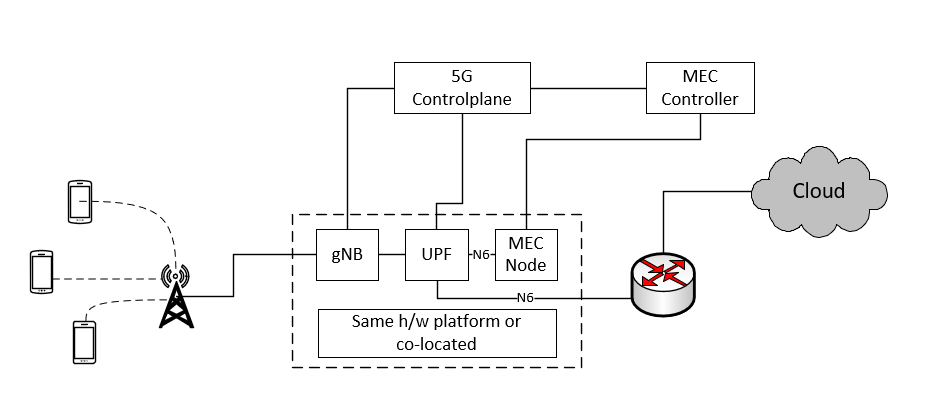 5G
Controlplane
MEC
Controller
Cloud
gNB
UPF
N6
MEC
Node
N6
Same h/w platform or
co-located